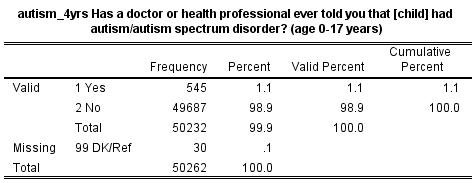 autism_4yrs Has a doctor or health professional ever told you that [child] had
autism/autism spectrum disorder? (age 0-17 years)
Cumulative
Frequency Percent Valid Percent Percent
Valid 1 Yes 545 1.1 1.1 1.1
2 No 49687 98.9 98.9 100.0
Total 50232 99.9 100.0
Missing 99 DK/Ref 30 .1
Total 50262 100.0